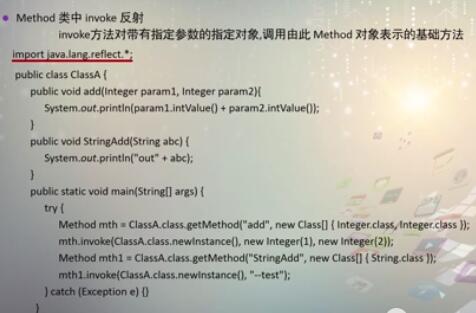 Method 类中 invoke 反射
invoke方法对带有指定参数的指定对象,调用由此 Method 对象表示的基础方法
import java.lang.reflect.*;
public class ClassA {
public void add(Integer param1, Integer param2){
System.out.println(param1.intValue() + param2.intValue());
}
public void StringAdd(String abc) {
System.out.println("out" + abc);
}
public static void main(String[] args) {
try {
Method mth = ClassA.class.getMethod("add", new Class[] { Integer.class, Integer.class });
mth.invoke(ClassA.class.newInstance(), new Integer(1), new Integer(2));
Method mth1 = ClassA.class.getMethod("StringAdd", new Class[] { String.class });
mth1.invoke(ClassA.class.newInstance(), "--test");
} catch (Exception e) {}
}